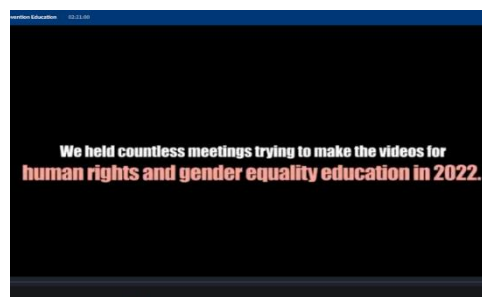 vention Education 03:21:00
We held countless meetings trying to make the videos for
human rights and gender equality education in 2022.